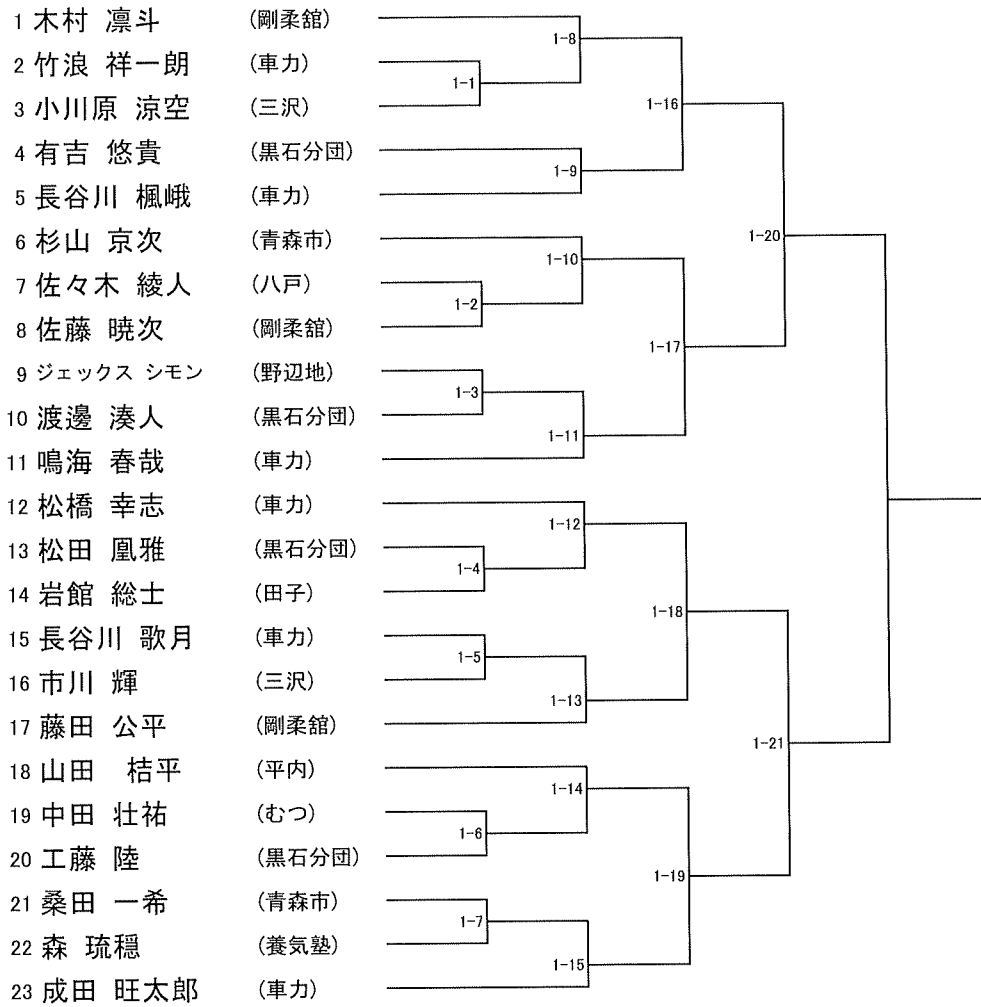 1 木村 凛斗 (剛柔舘)
2 竹浪 祥一朗 (車力)
3 小川原 涼空 (三沢)
4 有吉 悠貴 (黒石分団)
5 長谷川 楓峨 (車力)
6 杉山 京次 (青森市)
7 佐々木 綾人 (八戸)
8 佐藤 暁次 (剛柔舘)
9 ジェックス シモン (野辺地)
10 渡邊 湊人 (黒石分団)
11 鳴海 春哉 (車力)
12 松橋 幸志 (車力)
13 松田 凰雅 (黒石分団)
14 岩館 総士 (田子)
15 長谷川 歌月 (車力)
16 市川 輝 (三沢)
17 藤田 公平 (剛柔舘)
18 山田 桔平 (平内)
19 中田 壮祐 (むつ)
20 工藤 陸 (黒石分団)
21 桑田 一希 (青森市)
22 森 琉穏 (養気塾)
23 成田 旺太郎 (車力)
1-1
1-2
1-3
1-4
1-5
1-6
1-7
1-8
1-9
1-10
1-11
1-12
1-13
1-14
1-15
1-16
1-17
1-18
1-19
1-20
1-21